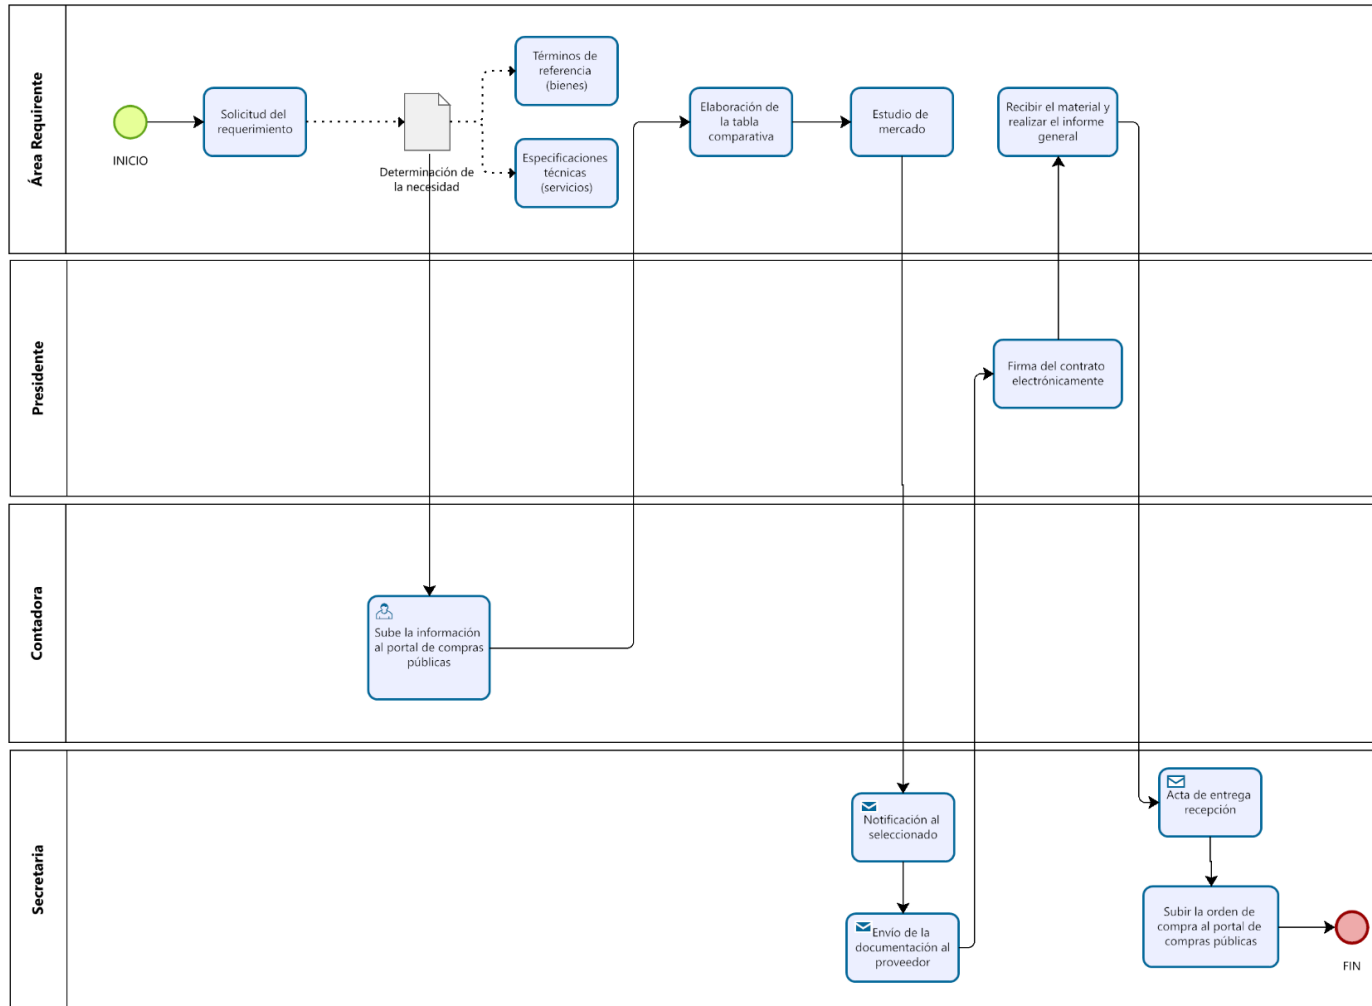 Área Requirente
INICIO
Solicitud del
requerimiento
Determinación de
la necesidad
Términos de
referencia
(bienes)
Especificaciones
técnicas
(servicios)
Elaboración de
la tabla
comparativa
Estudio de
mercado
Recibir el material y
realizar el informe
general
Presidente
Firma del contrato
electrónicamente
Contadora
Sube la información
al portal de compras
públicas
Secretaria
Notificación al
seleccionado
Envío de la
documentación al
proveedor
Acta de entrega
recepción
Subir la orden de
compra al portal de
compras públicas
FIN